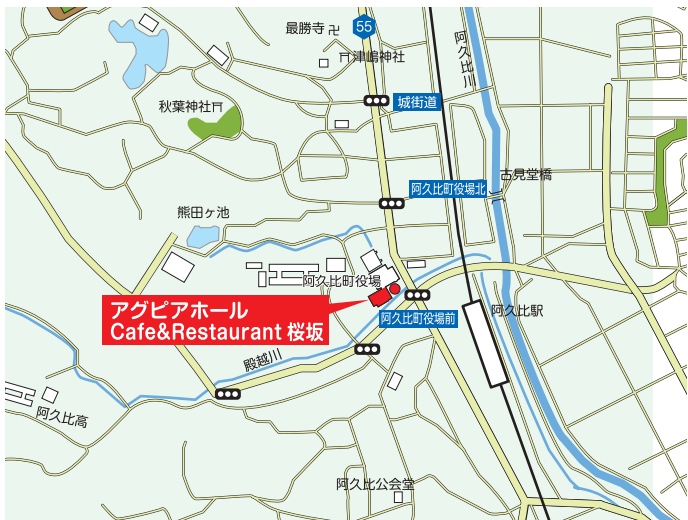 55
最勝寺
津嶋神社
阿久比川
城街道
秋葉神社
古見堂橋
阿久比町役場北
熊田ヶ池
阿久比町役場
アグピアホール
Cafe&Restaurant 桜坂
阿久比町役場前
阿久比駅
殿越川
阿久比高
阿久比公会堂